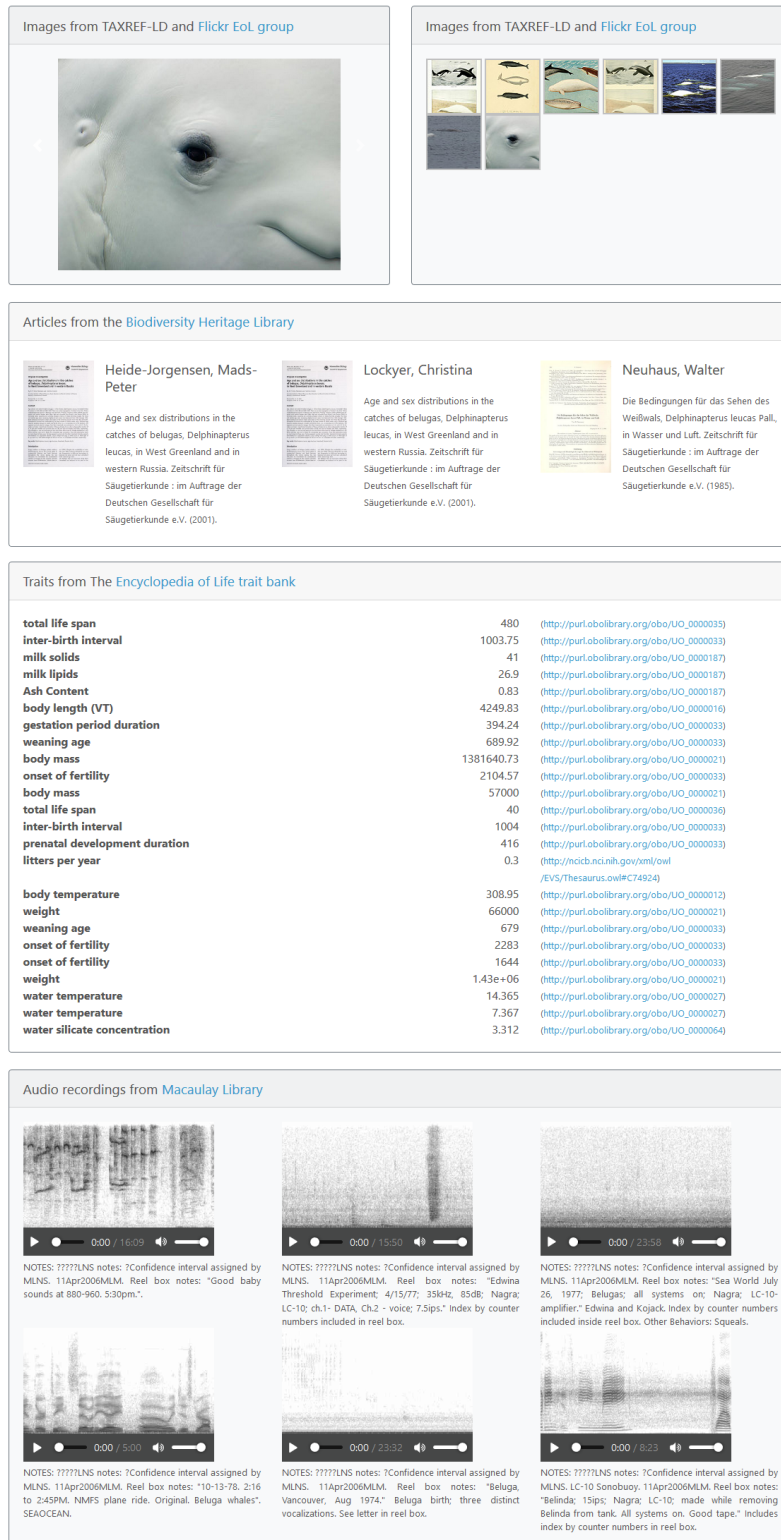 Images from TAXREF-LD and Flickr EoL group
Images from TAXREF-LD and Flickr EoL group
Articles from the Biodiversity Heritage Library
Heide-Jorgensen, Mads-
Peter
Age and sex distributions in the
catches of belugas, Delphinapterus
leucas, in West Greenland and in
western Russia. Zeitschrift für
Säugetierkunde : im Auftrage der
Deutschen Gesellschaft für
Säugetierkunde e.V. (2001).
Lockyer, Christina
Age and sex distributions in the
catches of belugas, Delphinapterus
leucas, in West Greenland and in
western Russia. Zeitschrift für
Säugetierkunde : im Auftrage der
Deutschen Gesellschaft für
Säugetierkunde e.V. (2001).
Neuhaus, Walter
Die Bedingungen für das Sehen des
Weißwals, Delphinapterus leucas Pall.,
in Wasser und Luft. Zeitschrift für
Säugetierkunde : im Auftrage der
Deutschen Gesellschaft für
Säugetierkunde e.V. (1985).
Traits from The Encyclopedia of Life trait bank
total life span 480 (http://purl.obolibrary.org/obo/UO_0000035)
inter-birth interval 1003.75 (http://purl.obolibrary.org/obo/UO_0000033)
milk solids 41 (http://purl.obolibrary.org/obo/UO_0000187)
milk lipids 26.9 (http://purl.obolibrary.org/obo/UO_0000187)
Ash Content 0.83 (http://purl.obolibrary.org/obo/UO_0000187)
body length (VT) 4249.83 (http://purl.obolibrary.org/obo/UO_0000016)
gestation period duration 394.24 (http://purl.obolibrary.org/obo/UO_0000033)
weaning age 689.92 (http://purl.obolibrary.org/obo/UO_0000033)
body mass 1381640.73 (http://purl.obolibrary.org/obo/UO_0000021)
onset of fertility 2104.57 (http://purl.obolibrary.org/obo/UO_0000033)
body mass 57000 (http://purl.obolibrary.org/obo/UO_0000021)
total life span 40 (http://purl.obolibrary.org/obo/UO_0000036)
inter-birth interval 1004 (http://purl.obolibrary.org/obo/UO_0000033)
prenatal development duration 416 (http://purl.obolibrary.org/obo/UO_0000033)
litters per year 0.3 (http://ncicb.nci.nih.gov/xml/owl
/EVS/Thesaurus.owl#C74924)
body temperature 308.95 (http://purl.obolibrary.org/obo/UO_0000012)
weight 66000 (http://purl.obolibrary.org/obo/UO_0000021)
weaning age 679 (http://purl.obolibrary.org/obo/UO_0000033)
onset of fertility 2283 (http://purl.obolibrary.org/obo/UO_0000033)
onset of fertility 1644 (http://purl.obolibrary.org/obo/UO_0000033)
weight 1.43e+06 (http://purl.obolibrary.org/obo/UO_0000021)
water temperature 14.365 (http://purl.obolibrary.org/obo/UO_0000027)
water temperature 7.367 (http://purl.obolibrary.org/obo/UO_0000027)
water silicate concentration 3.312 (http://purl.obolibrary.org/obo/UO_0000064)
Audio recordings from Macaulay Library
0:00 / 16:09
NOTES: ?????LNS notes: ?Confidence interval assigned by
MLNS. 11Apr2006MLM. Reel box notes: "Good baby
sounds at 880-960. 5:30pm.".
0:00 / 15:50
NOTES: ?????LNS notes: ?Confidence interval assigned by
MLNS. 11Apr2006MLM. Reel box notes: "Edwina
Threshold Experiment; 4/15/77; 35kHz, 85dB; Nagra;
LC-10; ch.1- DATA, Ch.2 - voice; 7.5ips." Index by counter
numbers included in reel box.
0:00 / 23:58
NOTES: ?????LNS notes: ?Confidence interval assigned by
MLNS. 11Apr2006MLM. Reel box notes: "Sea World July
26, 1977; Belugas; all systems on; Nagra; LC-10-
amplifier." Edwina and Kojack. Index by counter numbers
included inside reel box. Other Behaviors: Squeals.
0:00 / 5:00
NOTES: ?????LNS notes: ?Confidence interval assigned by
MLNS. 11Apr2006MLM. Reel box notes: "10-13-78. 2:16
to 2:45PM. NMFS plane ride. Original. Beluga whales".
SEAOCEAN.
0:00 / 23:32
NOTES: ?????LNS notes: ?Confidence interval assigned by
MLNS. 11Apr2006MLM. Reel box notes: "Beluga,
Vancouver, Aug 1974." Beluga birth; three distinct
vocalizations. See letter in reel box.
0:00 / 8:23
NOTES: ?????LNS notes: ?Confidence interval assigned by
MLNS. LC-10 Sonobuoy. 11Apr2006MLM. Reel box notes:
"Belinda; 15ips; Nagra; LC-10; made while removing
Belinda from tank. All systems on. Good tape." Includes
index by counter numbers in reel box.